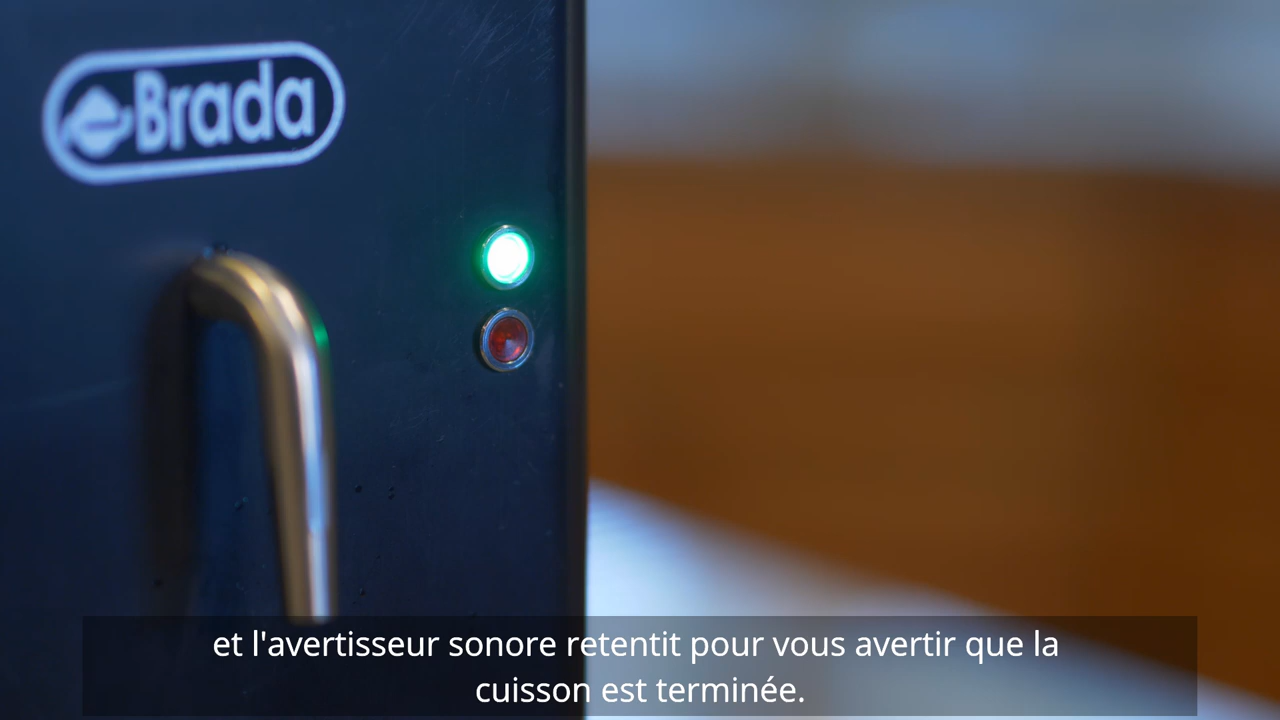 Brada
et l'avertisseur sonore retentit pour vous avertir que la
cuisson est terminée.